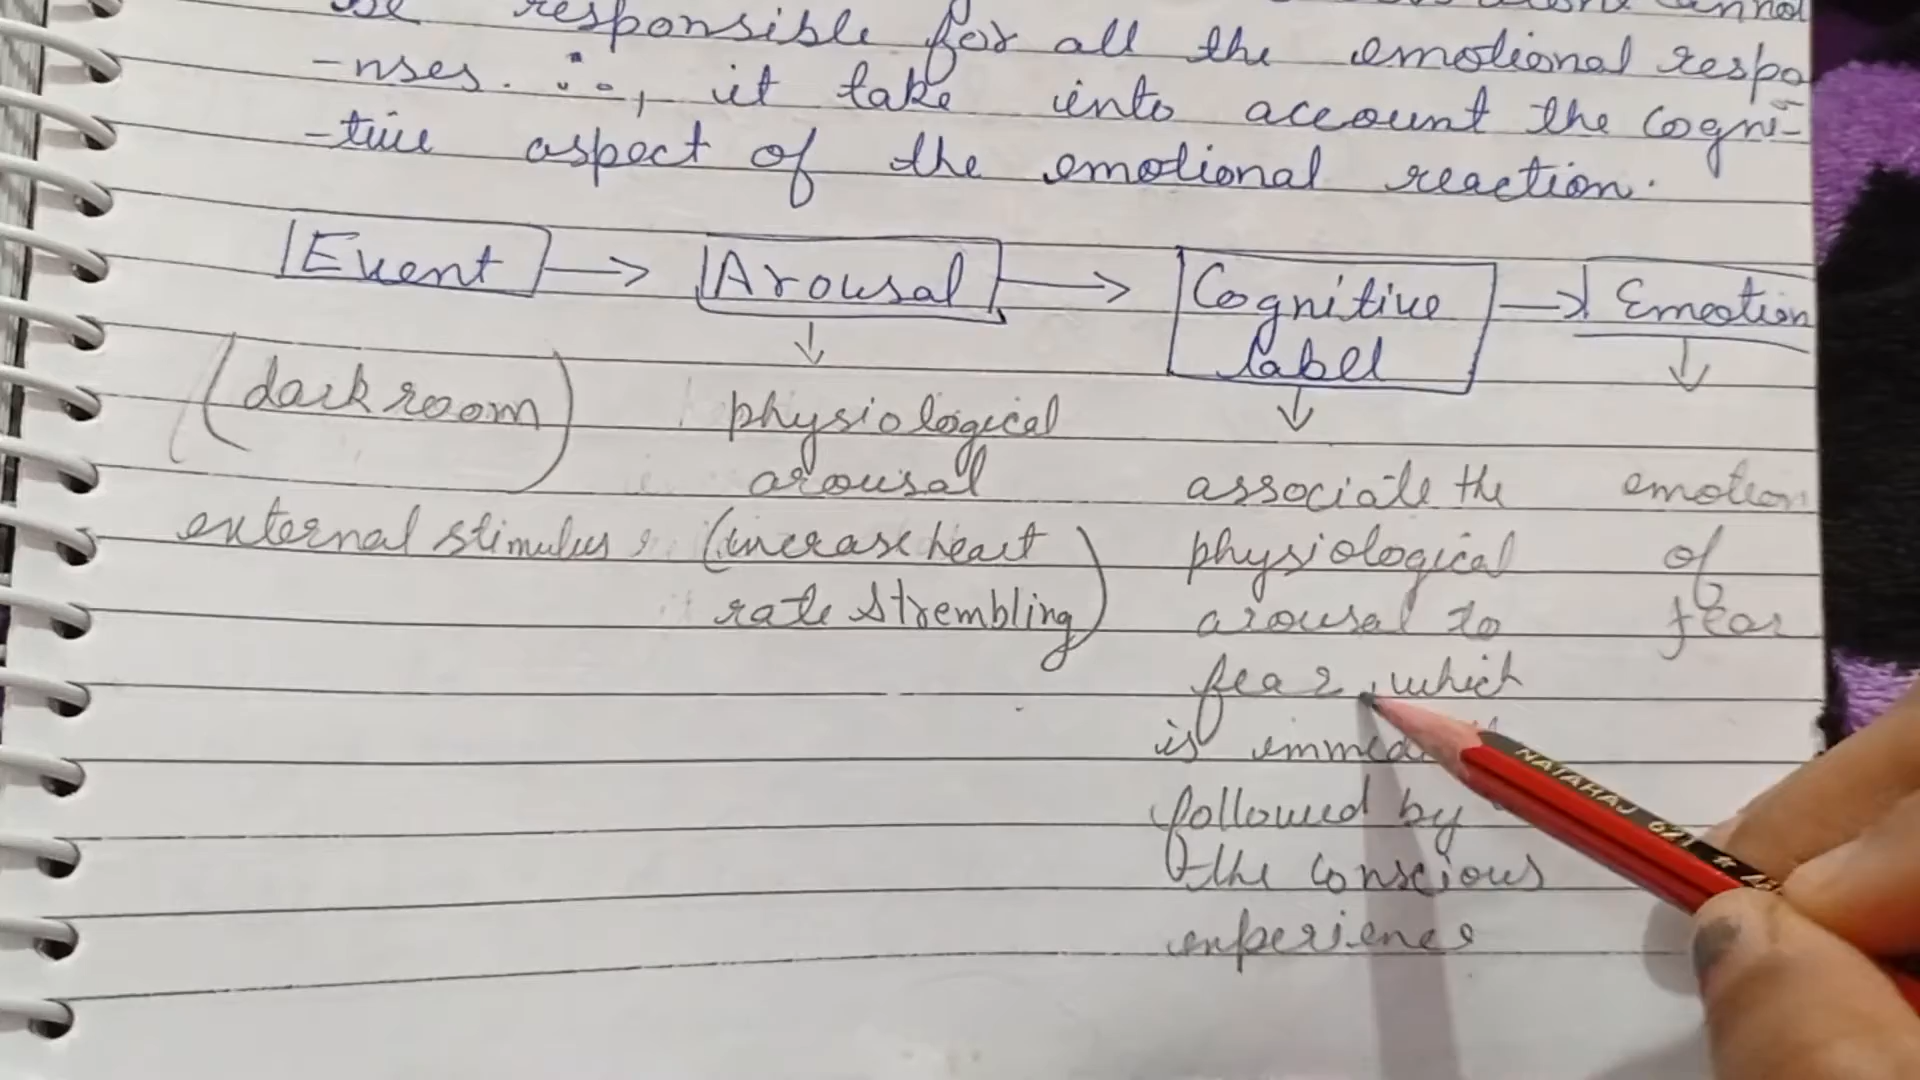 be responsible for all the emotional respo
-nses. ∴, it take into account the cogni-
-tive aspect of the emotional reaction.
Event → Arousal → Cognitive label → Emotion
(dark room)
external stimulus
physiological
arousal
(increase heart
rate & trembling)
associate the
physiological
arousal to
fear, which
is
followed by
the conscious
experience
emotion
of
fear
NATARAJ 621